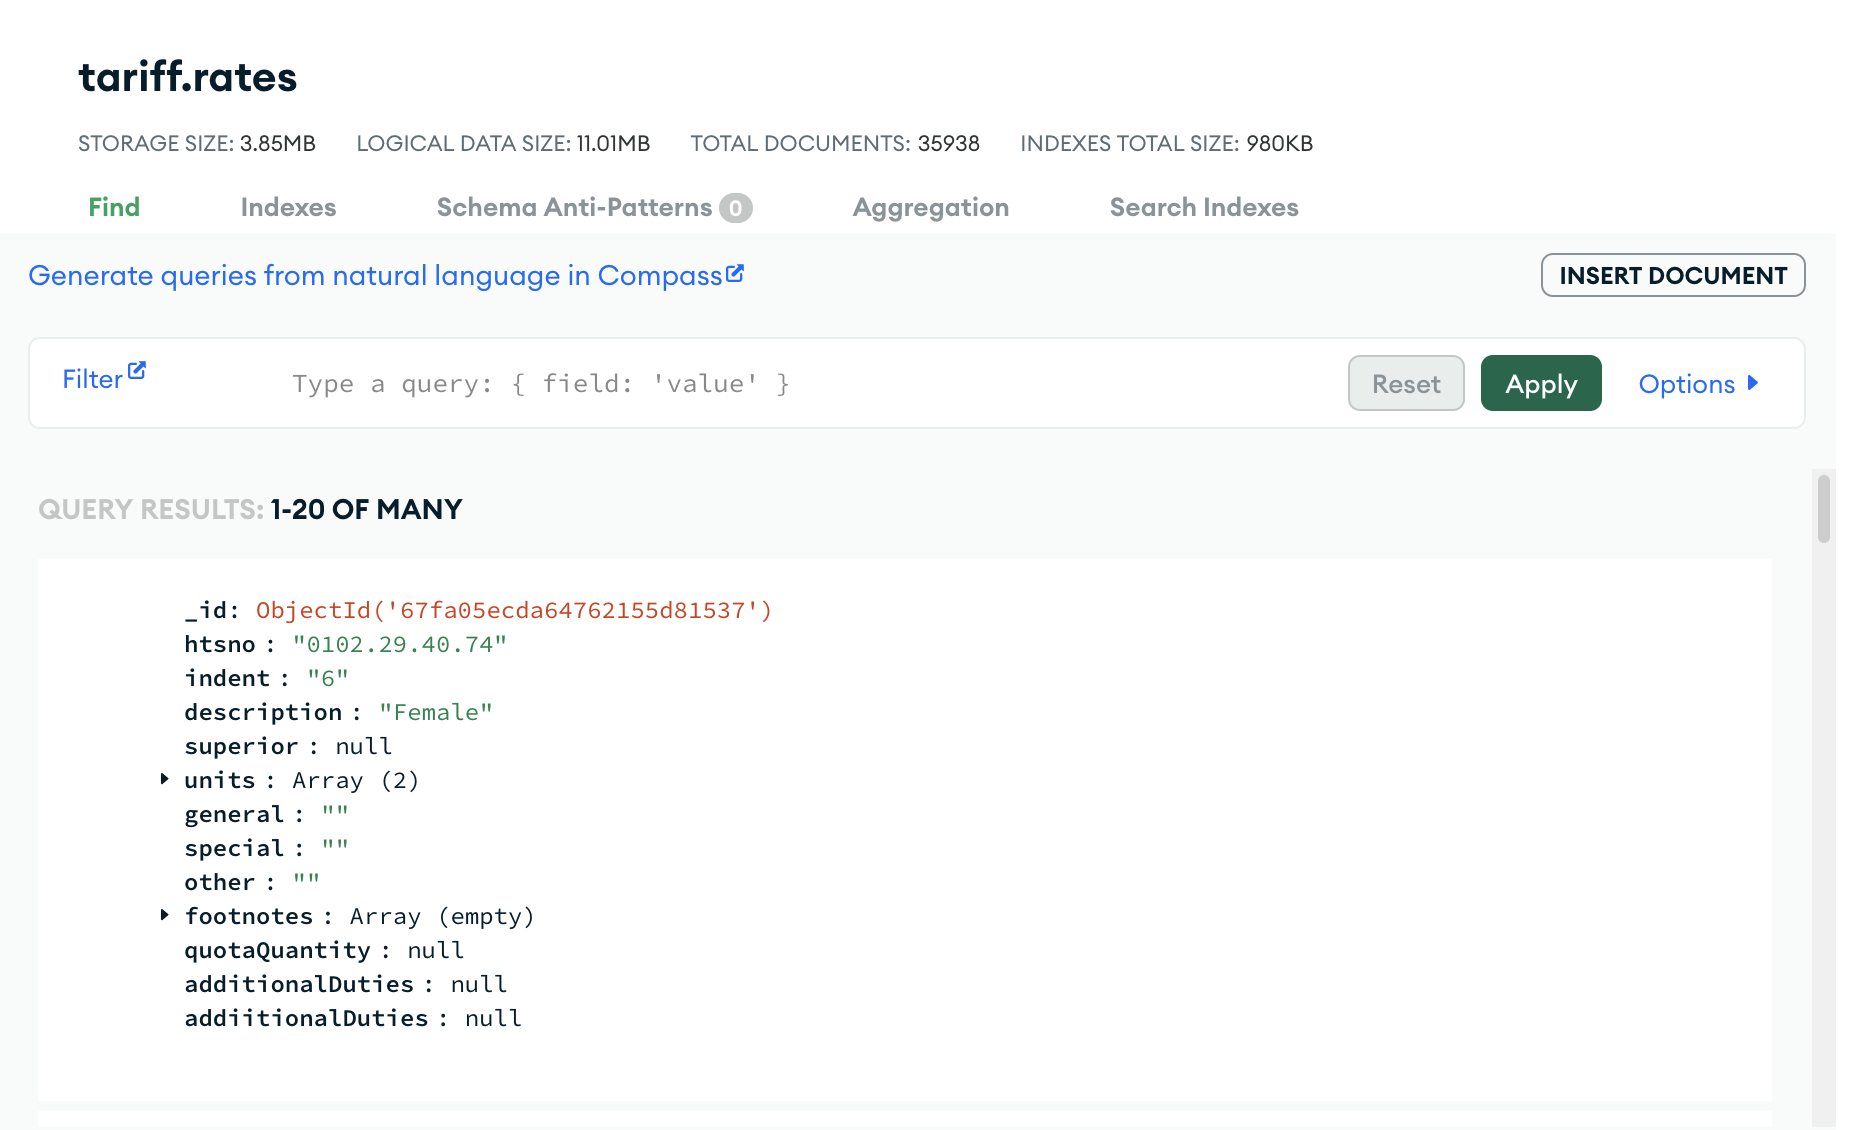 tariff.rates
STORAGE SIZE: 3.85MB LOGICAL DATA SIZE: 11.01MB TOTAL DOCUMENTS: 35938 INDEXES TOTAL SIZE: 980KB
Find Indexes Schema Anti-Patterns 0 Aggregation Search Indexes
Generate queries from natural language in Compass INSERT DOCUMENT
Filter Type a query: { field: 'value' } Reset Apply Options
QUERY RESULTS: 1-20 OF MANY
_id: ObjectId('67fa05ecda64762155d81537')
htsno : "0102.29.40.74"
indent : "6"
description : "Female"
superior : null
units : Array (2)
general : ""
special : ""
other : ""
footnotes : Array (empty)
quotaQuantity : null
additionalDuties : null
addiitionalDuties : null